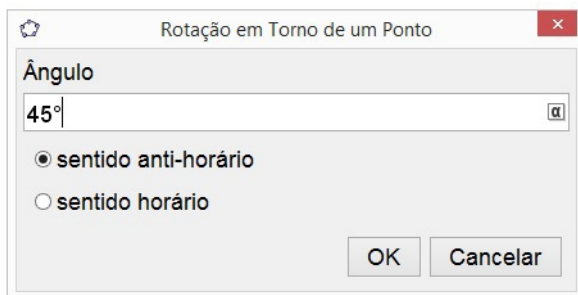 Rotação em Torno de um Ponto
Ângulo
45°
α
sentido anti-horário
sentido horário
OK Cancelar